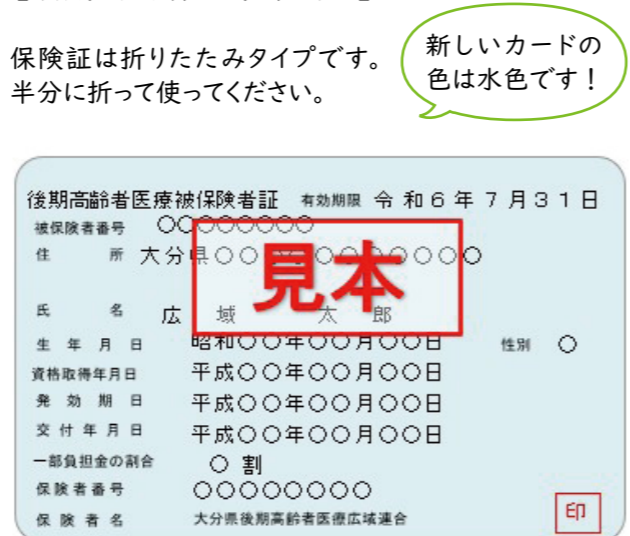 保険証は折りたたみタイプです。
半分に折って使ってください。
新しいカードの
色は水色です！
後期高齢者医療被保険者証 有効期限 令和6年7月31日
被保険者番号 ○○○○○○○○
住所 大分県○○○○○○○○○○○
見本
氏名 広域 太郎
生年月日 昭和○○年○○月○○日 性別 ○
資格取得年月日 平成○○年○○月○○日
発効期日 平成○○年○○月○○日
交付年月日 平成○○年○○月○○日
一部負担金の割合 ○割
保険者番号 ○○○○○○○○
保険者名 大分県後期高齢者医療広域連合
印